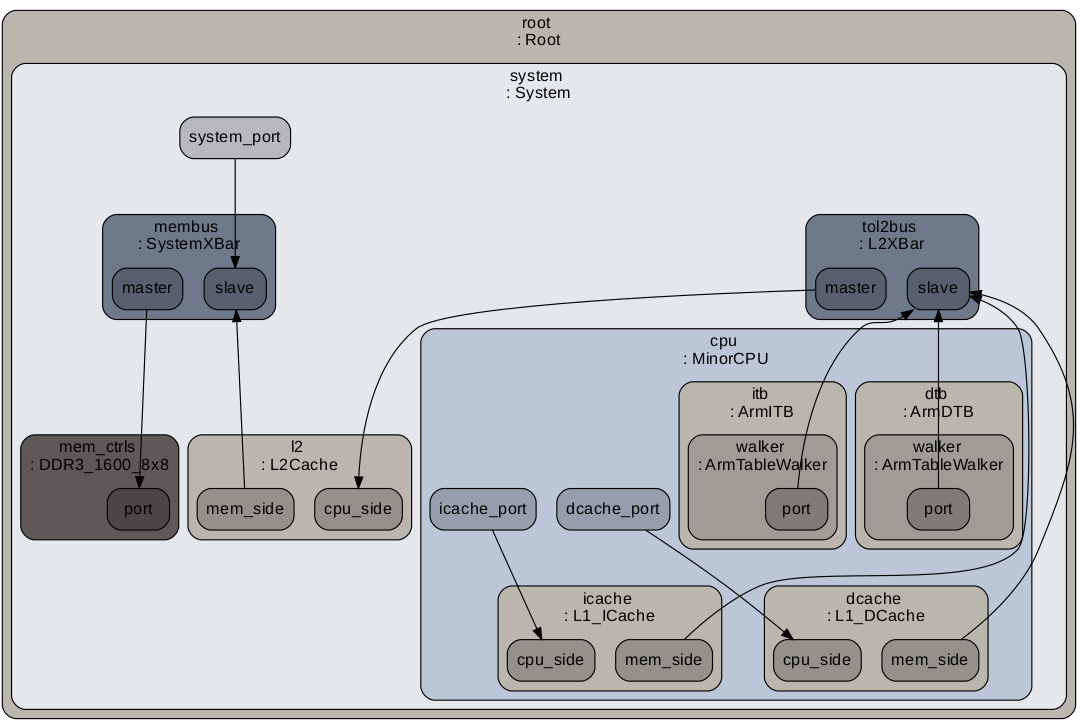 root
: Root
system
: System
system_port
membus
: SystemXBar
master
slave
tol2bus
: L2XBar
master
slave
cpu
: MinorCPU
itb
: ArmITB
dtb
: ArmDTB
walker
: ArmTableWalker
port
walker
: ArmTableWalker
port
mem_ctrls
: DDR3_1600_8x8
port
l2
: L2Cache
mem_side
cpu_side
icache_port
dcache_port
icache
: L1_ICache
cpu_side
mem_side
dcache
: L1_DCache
cpu_side
mem_side